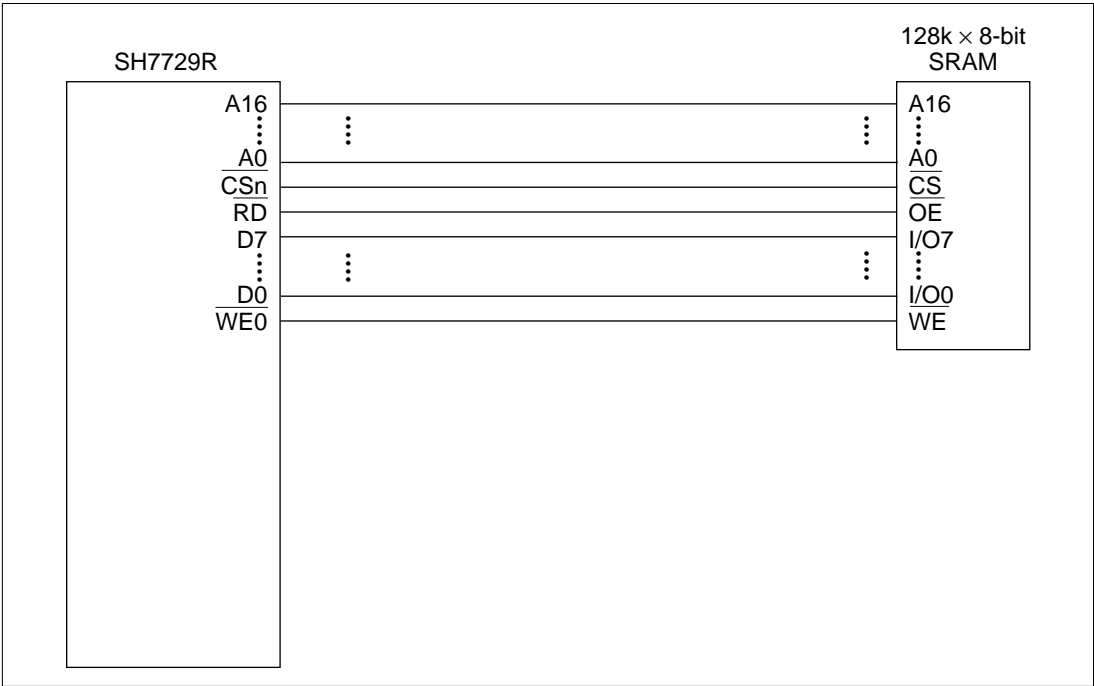 SH7729R
A16
A0
CSn
RD
D7
D0
WE0
128k × 8-bit
SRAM
A16
A0
CS
OE
I/O7
I/O0
WE